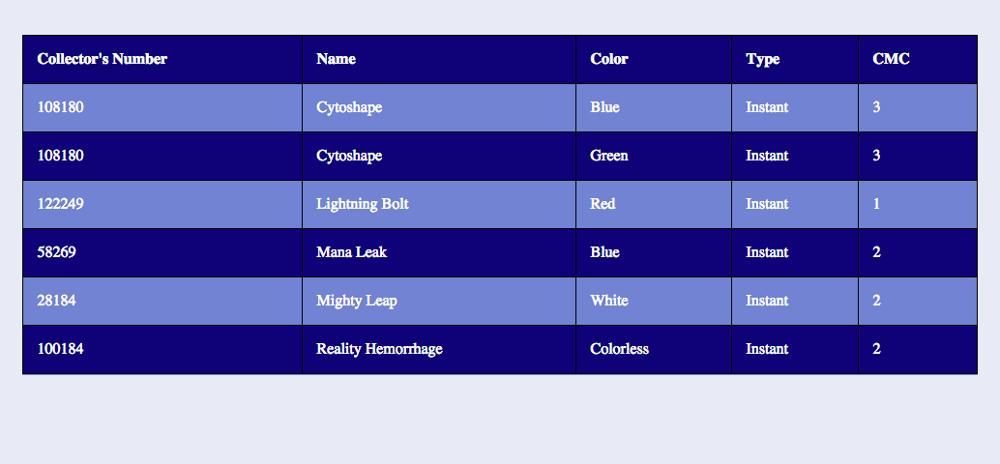 Collector's Number Name Color Type CMC
108180 Cytoshape Blue Instant 3
108180 Cytoshape Green Instant 3
122249 Lightning Bolt Red Instant 1
58269 Mana Leak Blue Instant 2
28184 Mighty Leap White Instant 2
100184 Reality Hemorrhage Colorless Instant 2